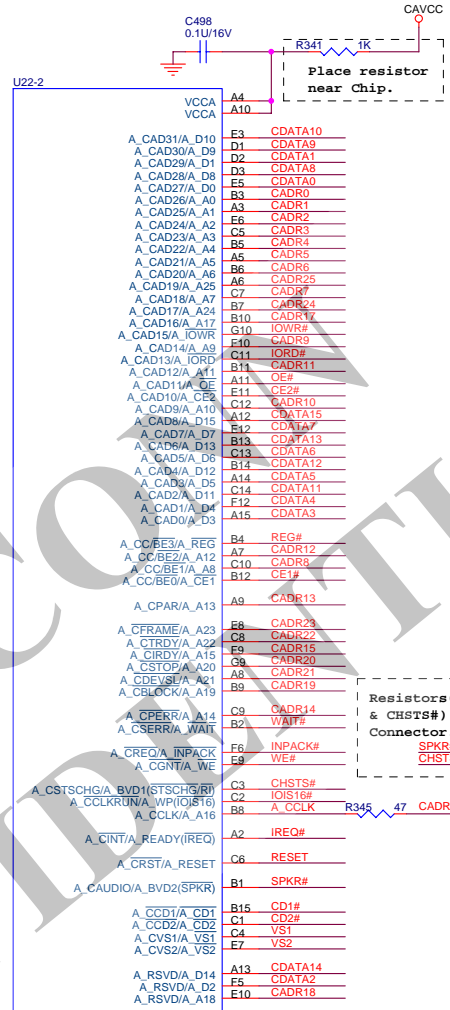 CAVCC
C498
0.1U/16V
R341 1K
Place resistor
near Chip.
U22-2
VCCA A4
VCCA A10
A_CAD31/A_D10 E3 CDATA10
A_CAD30/A_D9 D1 CDATA9
A_CAD29/A_D1 D2 CDATA1
A_CAD28/A_D8 D3 CDATA8
A_CAD27/A_D0 E5 CDATA0
A_CAD26/A_A0 B3 CADR0
A_CAD25/A_A1 A3 CADR1
A_CAD24/A_A2 E6 CADR2
A_CAD23/A_A3 C5 CADR3
A_CAD22/A_A4 B5 CADR4
A_CAD21/A_A5 A5 CADR5
A_CAD20/A_A6 B6 CADR6
A_CAD19/A_A25 A6 CADR25
A_CAD18/A_A7 C7 CADR7
A_CAD17/A_A24 B7 CADR24
A_CAD16/A_A17 B10 CADR17
A_CAD15/A_IOWR G10 IOWR#
A_CAD14/A_A9 F10 CADR9
A_CAD13/A_IORD C11 IORD#
A_CAD12/A_A11 B11 CADR11
A_CAD11/A_OE A11 OE#
A_CAD10/A_CE2 E11 CE2#
A_CAD9/A_A10 C12 CADR10
A_CAD8/A_D15 A12 CDATA15
A_CAD7/A_D7 E12 CDATA7
A_CAD6/A_D13 B13 CDATA13
A_CAD5/A_D6 C13 CDATA6
A_CAD4/A_D12 B14 CDATA12
A_CAD3/A_D5 A14 CDATA5
A_CAD2/A_D11 C14 CDATA11
A_CAD1/A_D4 F12 CDATA4
A_CAD0/A_D3 A15 CDATA3
A_CC/BE3/A_REG B4 REG#
A_CC/BE2/A_A12 A7 CADR12
A_CC/BE1/A_A8 C10 CADR8
A_CC/BE0/A_CE1 B12 CE1#
A_CPAR/A_A13 A9 CADR13
A_CFRAME/A_A23 E8 CADR23
A_CTRDY/A_A22 C8 CADR22
A_CIRDY/A_A15 F9 CADR15
A_CSTOP/A_A20 G9 CADR20
A_CDEVSL/A_A21 A8 CADR21
A_CBLOCK/A_A19 B9 CADR19
A_CPERR/A_A14 C9 CADR14
A_CSERR/A_WAIT B2 WAIT#
A_CREQ/A_INPACK F6 INPACK#
A_CGNT/A_WE E9 WE#
A_CSTSCHG/A_BVD1(STSCHG/RI) C3 CHSTS#
A_CCLKRUN/A_WP(IOIS16) C2 IOIS16#
A_CCLK/A_A16 B8 A_CCLK R345 47 CADR
A_CINT/A_READY(IREQ) A2 IREQ#
A_CRST/A_RESET C6 RESET
A_CAUDIO/A_BVD2(SPKR) B1 SPKR#
A_CCD1/A_CD1 B15 CD1#
A_CCD2/A_CD2 C1 CD2#
A_CVS1/A_VS1 C4 VS1
A_CVS2/A_VS2 E7 VS2
A_RSVD/A_D14 A13 CDATA14
A_RSVD/A_D2 F5 CDATA2
A_RSVD/A_A18 E10 CADR18
Resistors(
& CHSTS#)
Connector
SPKR
CHST